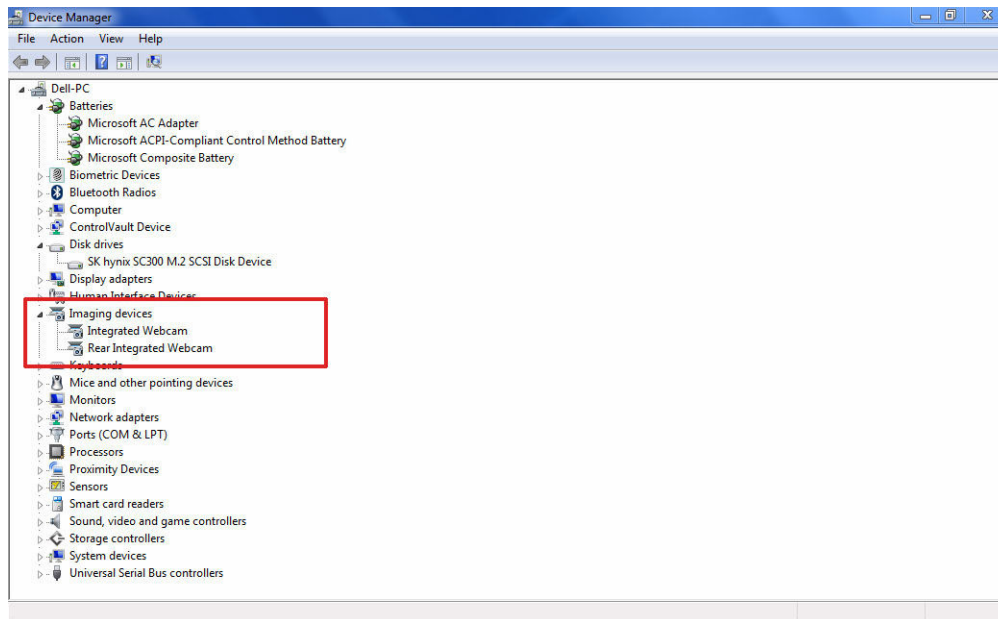 Device Manager
File Action View Help
Dell-PC
Batteries
Microsoft AC Adapter
Microsoft ACPI-Compliant Control Method Battery
Microsoft Composite Battery
Biometric Devices
Bluetooth Radios
Computer
ControlVault Device
Disk drives
SK hynix SC300 M.2 SCSI Disk Device
Display adapters
Human Interface Devices
Imaging devices
Integrated Webcam
Rear Integrated Webcam
Keyboards
Mice and other pointing devices
Monitors
Network adapters
Ports (COM & LPT)
Processors
Proximity Devices
Sensors
Smart card readers
Sound, video and game controllers
Storage controllers
System devices
Universal Serial Bus controllers